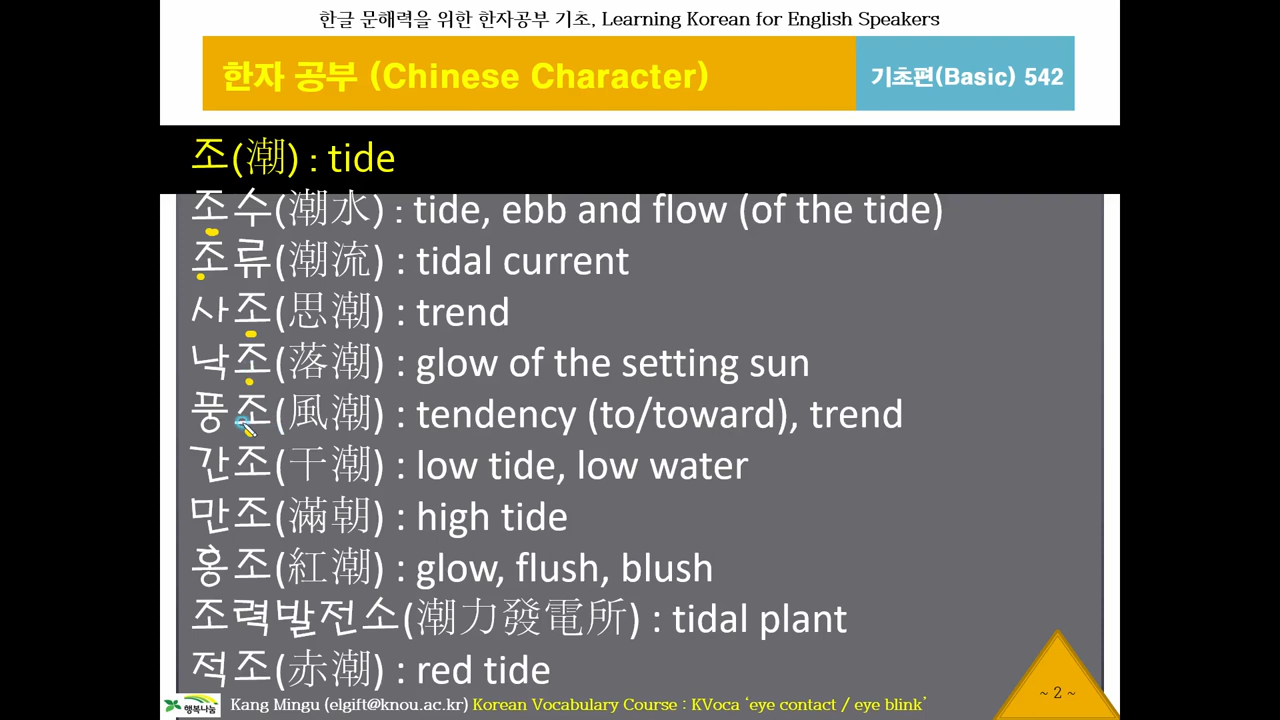 한글 문해력을 위한 한자공부 기초, Learning Korean for English Speakers
한자 공부 (Chinese Character)
기초편(Basic) 542
조(潮) : tide
조수(潮水) : tide, ebb and flow (of the tide)
조류(潮流) : tidal current
사조(思潮) : trend
낙조(落潮) : glow of the setting sun
풍조(風潮) : tendency (to/toward), trend
간조(干潮) : low tide, low water
만조(滿朝) : high tide
홍조(紅潮) : glow, flush, blush
조력발전소(潮力發電所) : tidal plant
적조(赤潮) : red tide
~ 2 ~
행복나눔
Kang Mingu (elgift@knou.ac.kr) Korean Vocabulary Course : KVoca ‘eye contact / eye blink’